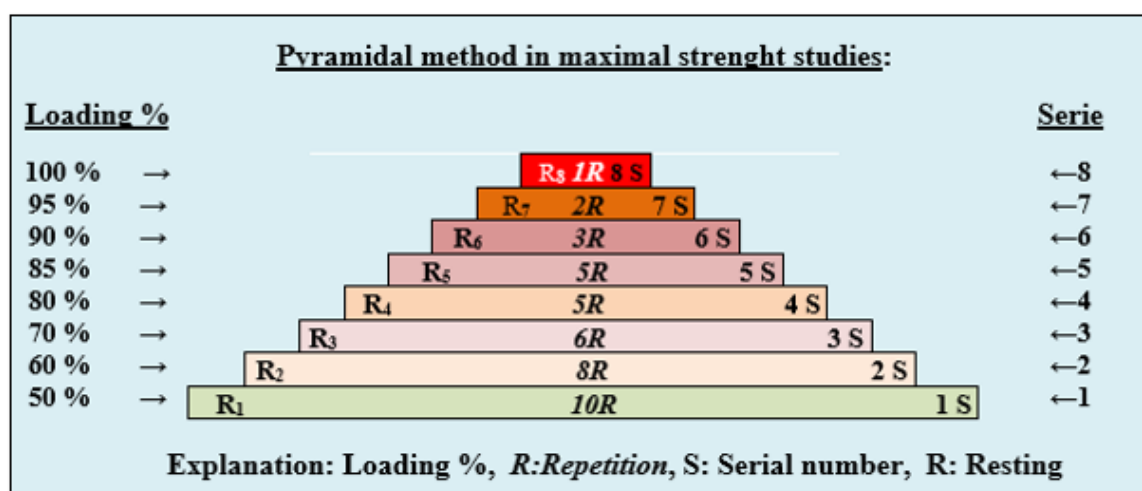 Pyramidal method in maximal strenght studies:
Loading % Serie
100 % → R₈ 1R 8 S ←8
95 % → R₇ 2R 7 S ←7
90 % → R₆ 3R 6 S ←6
85 % → R₅ 5R 5 S ←5
80 % → R₄ 5R 4 S ←4
70 % → R₃ 6R 3 S ←3
60 % → R₂ 8R 2 S ←2
50 % → R₁ 10R 1 S ←1
Explanation: Loading %, R:Repetition, S: Serial number, R: Resting